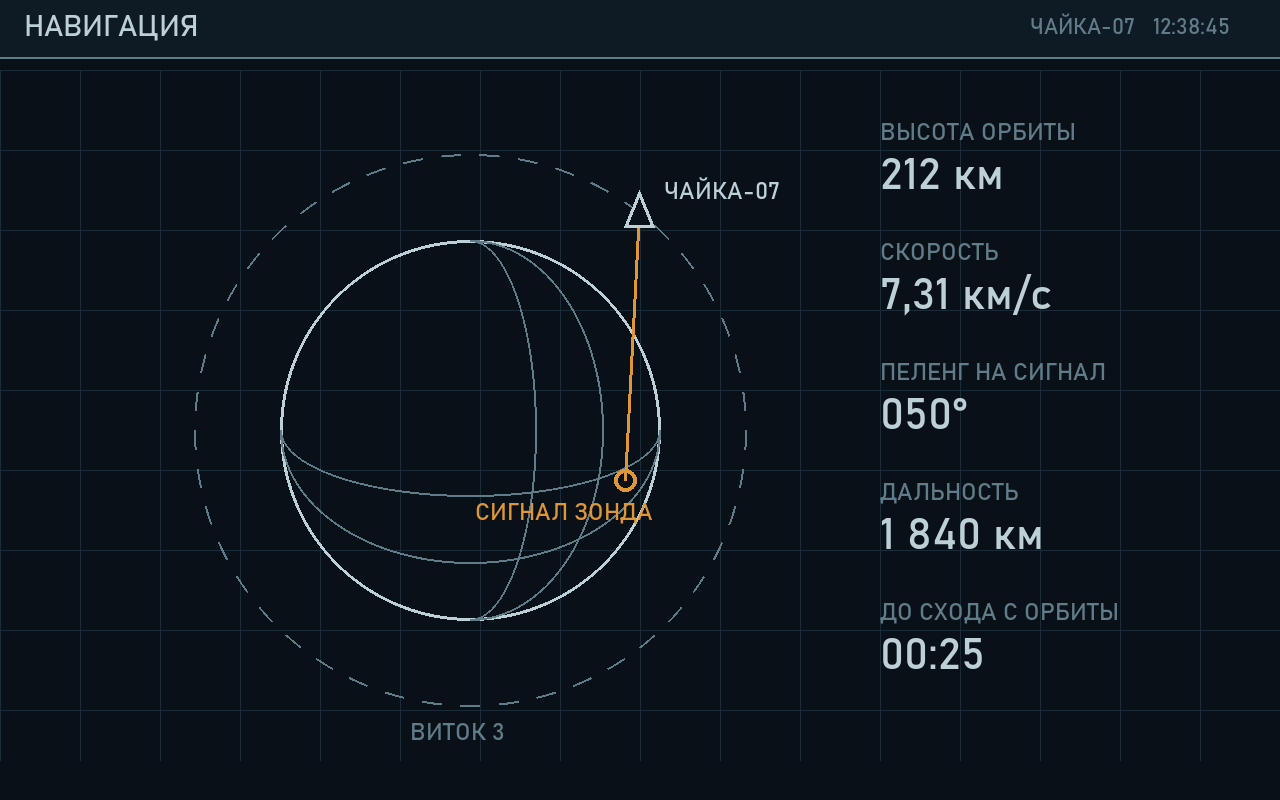 НАВИГАЦИЯ
ЧАЙКА-07 12:38:45
ВЫСОТА ОРБИТЫ
212 км
ЧАЙКА-07
СКОРОСТЬ
7,31 км/с
ПЕЛЕНГ НА СИГНАЛ
050°
ДАЛЬНОСТЬ
1 840 км
СИГНАЛ ЗОНДА
ДО СХОДА С ОРБИТЫ
00:25
ВИТОК 3